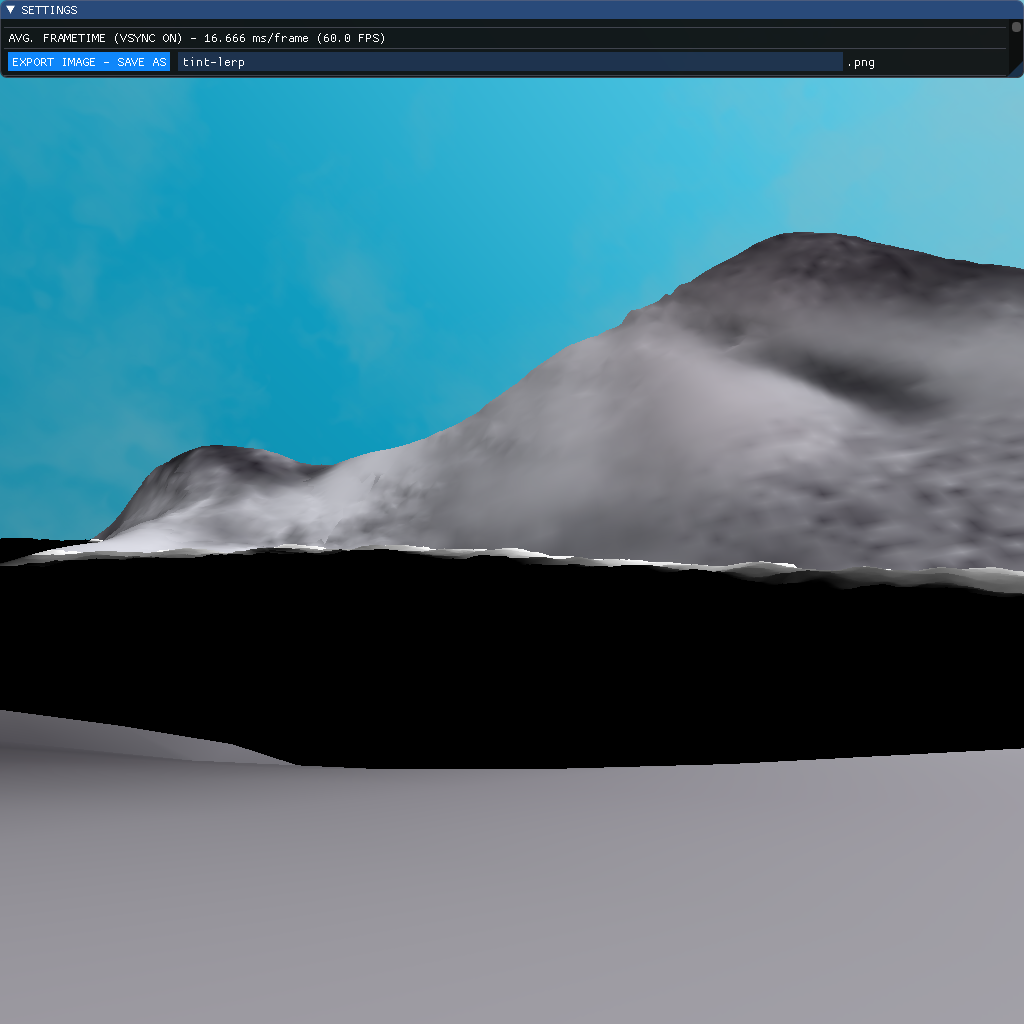 SETTINGS
AVG. FRAMETIME (VSYNC ON) - 16.666 ms/frame (60.0 FPS)
EXPORT IMAGE - SAVE AS tint-lerp .png